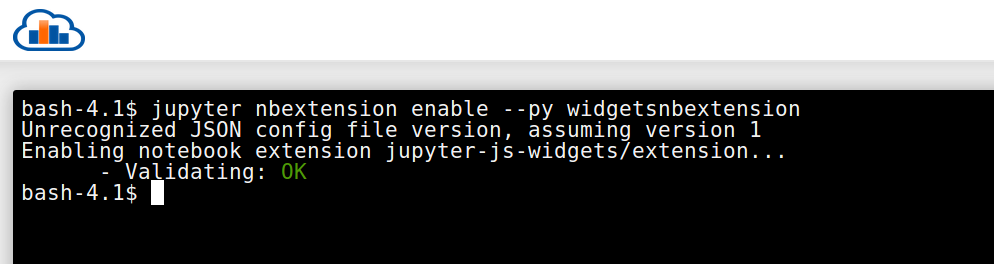 bash-4.1$ jupyter nbextension enable --py widgetsnbextension
Unrecognized JSON config file version, assuming version 1
Enabling notebook extension jupyter-js-widgets/extension...
      - Validating: OK
bash-4.1$